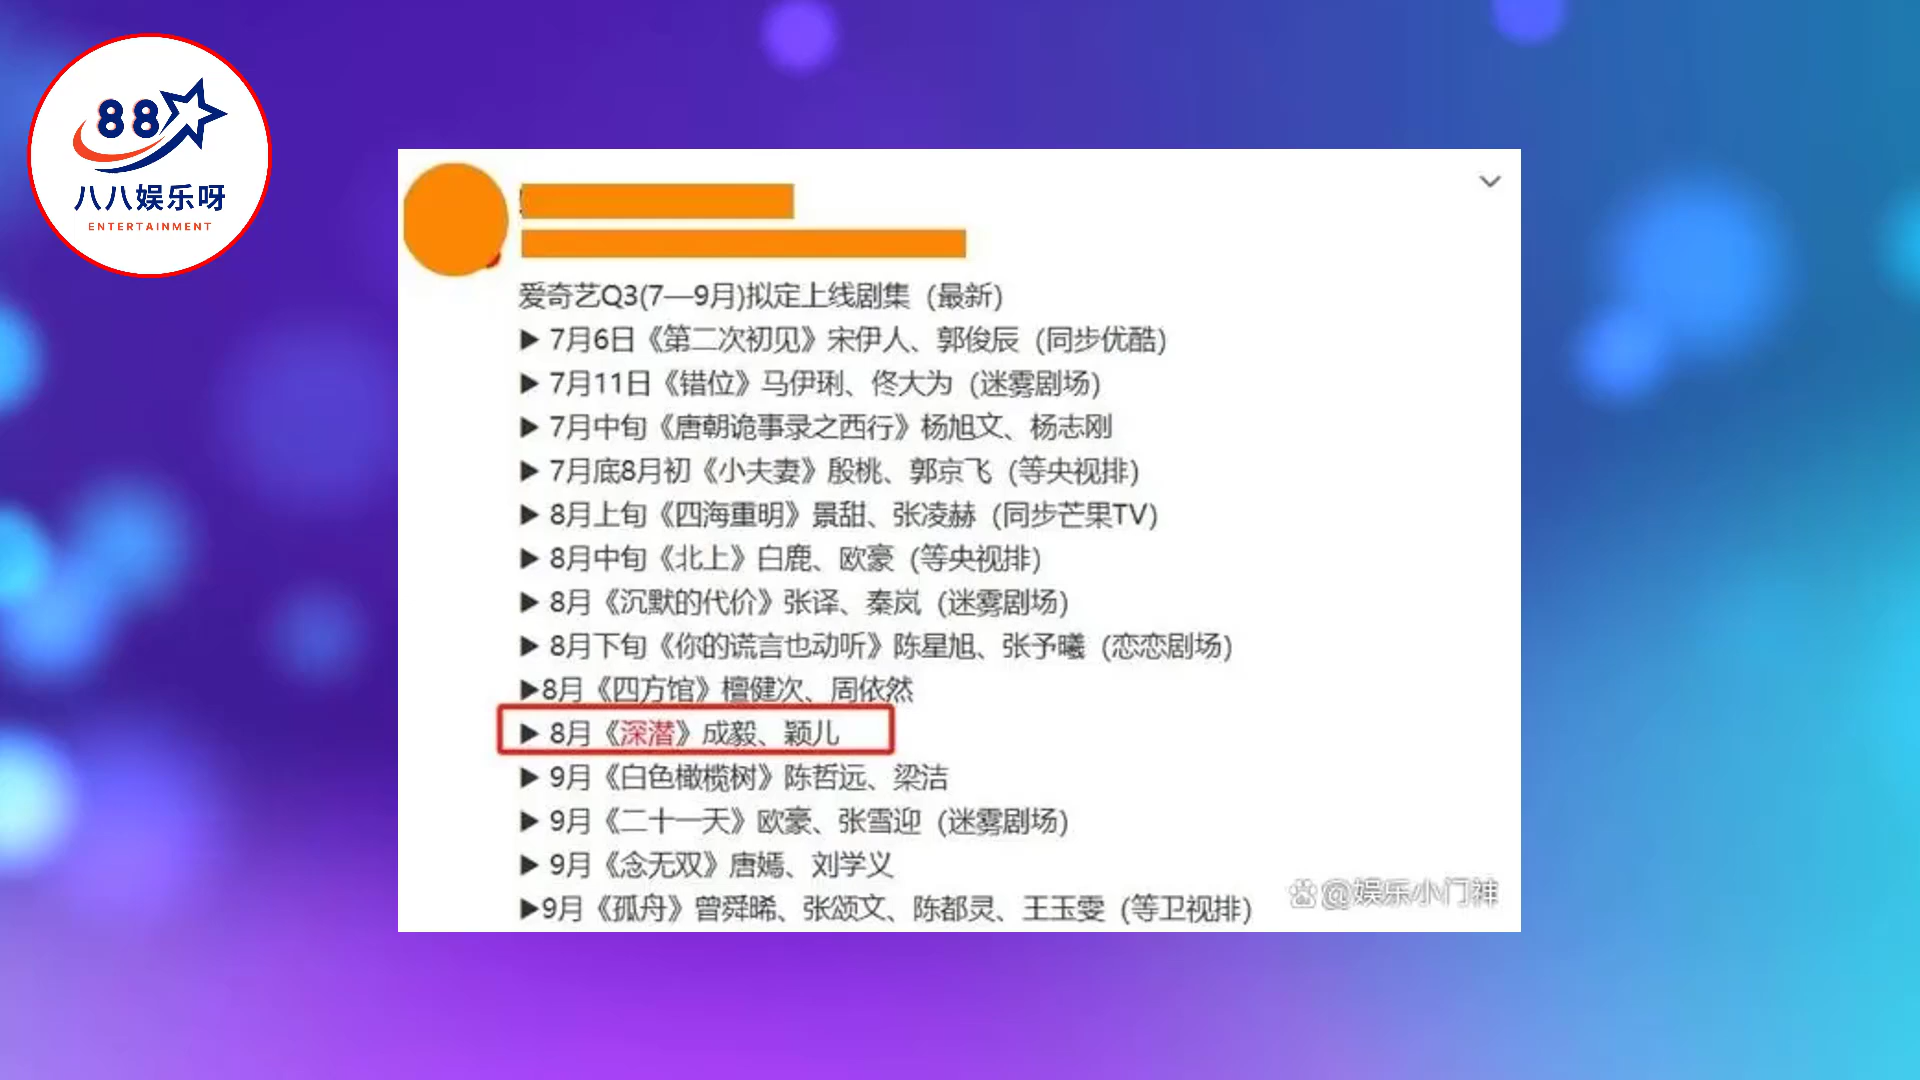 88
八八娱乐呀
ENTERTAINMENT
爱奇艺Q3(7—9月)拟定上线剧集（最新）
▶ 7月6日《第二次初见》宋伊人、郭俊辰（同步优酷）
▶ 7月11日《错位》马伊琍、佟大为（迷雾剧场）
▶ 7月中旬《唐朝诡事录之西行》杨旭文、杨志刚
▶ 7月底8月初《小夫妻》殷桃、郭京飞（等央视排）
▶ 8月上旬《四海重明》景甜、张凌赫（同步芒果TV）
▶ 8月中旬《北上》白鹿、欧豪（等央视排）
▶ 8月《沉默的代价》张译、秦岚（迷雾剧场）
▶ 8月下旬《你的谎言也动听》陈星旭、张予曦（恋恋剧场）
▶8月《四方馆》檀健次、周依然
▶ 8月《深潜》成毅、颖儿
▶ 9月《白色橄榄树》陈哲远、梁洁
▶ 9月《二十一天》欧豪、张雪迎（迷雾剧场）
▶ 9月《念无双》唐嫣、刘学义
▶9月《孤舟》曾舜晞、张颂文、陈都灵、王玉雯（等卫视排）
@娱乐小门神